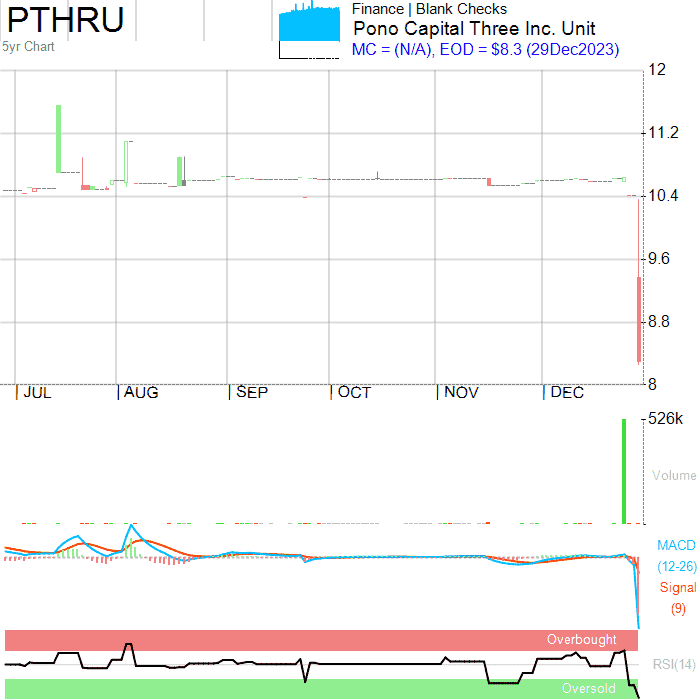 PTHRU
5yr Chart
Finance | Blank Checks
Pono Capital Three Inc. Unit
MC = (N/A), EOD = $8.3 (29Dec2023)
12
11.2
10.4
9.6
8.8
8
JUL AUG SEP OCT NOV DEC
526k
Volume
MACD
(12-26)
Signal
(9)
Overbought
RSI(14)
Oversold